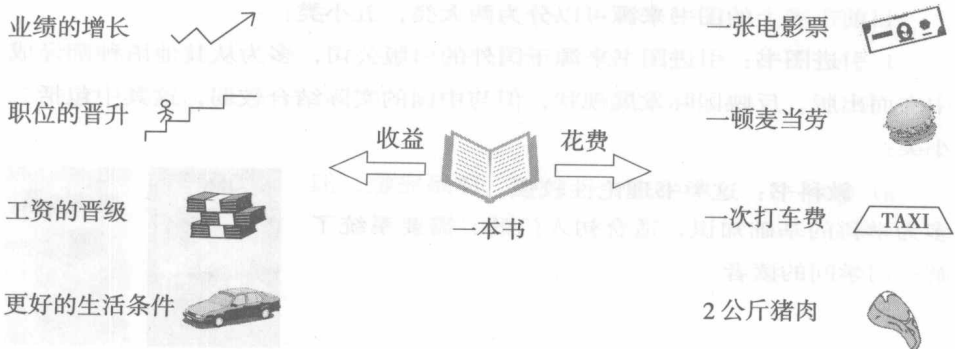 业绩的增长
职位的晋升
工资的晋级
更好的生活条件
收益
一本书
花费
一张电影票
一顿麦当劳
一次打车费
TAXI
2公斤猪肉